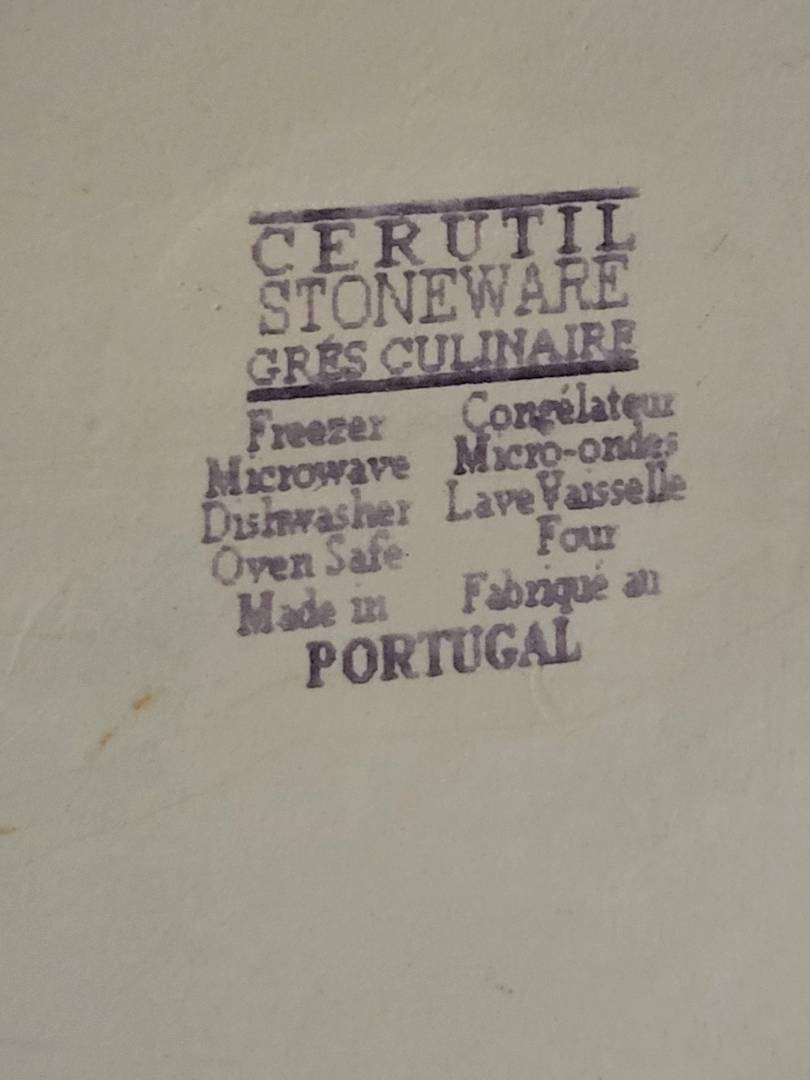 CERUTIL
STONEWARE
GRÉS CULINAIRE
Freezer Congélateur
Microwave Micro-ondes
Dishwasher Lave Vaisselle
Oven Safe Four
Made in Fabriqué au
PORTUGAL